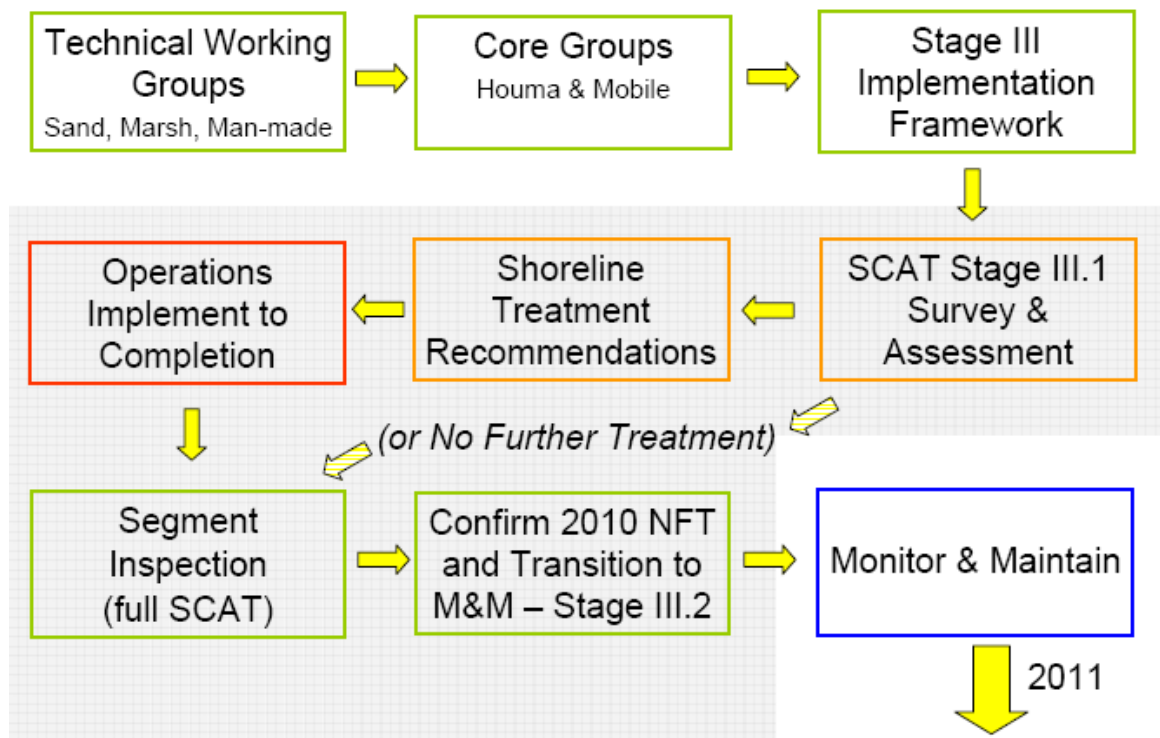 Technical Working
Groups
Sand, Marsh, Man-made
Core Groups
Houma & Mobile
Stage III
Implementation
Framework
Operations
Implement to
Completion
Shoreline
Treatment
Recommendations
SCAT Stage III.1
Survey &
Assessment
(or No Further Treatment)
Segment
Inspection
(full SCAT)
Confirm 2010 NFT
and Transition to
M&M – Stage III.2
Monitor & Maintain
2011